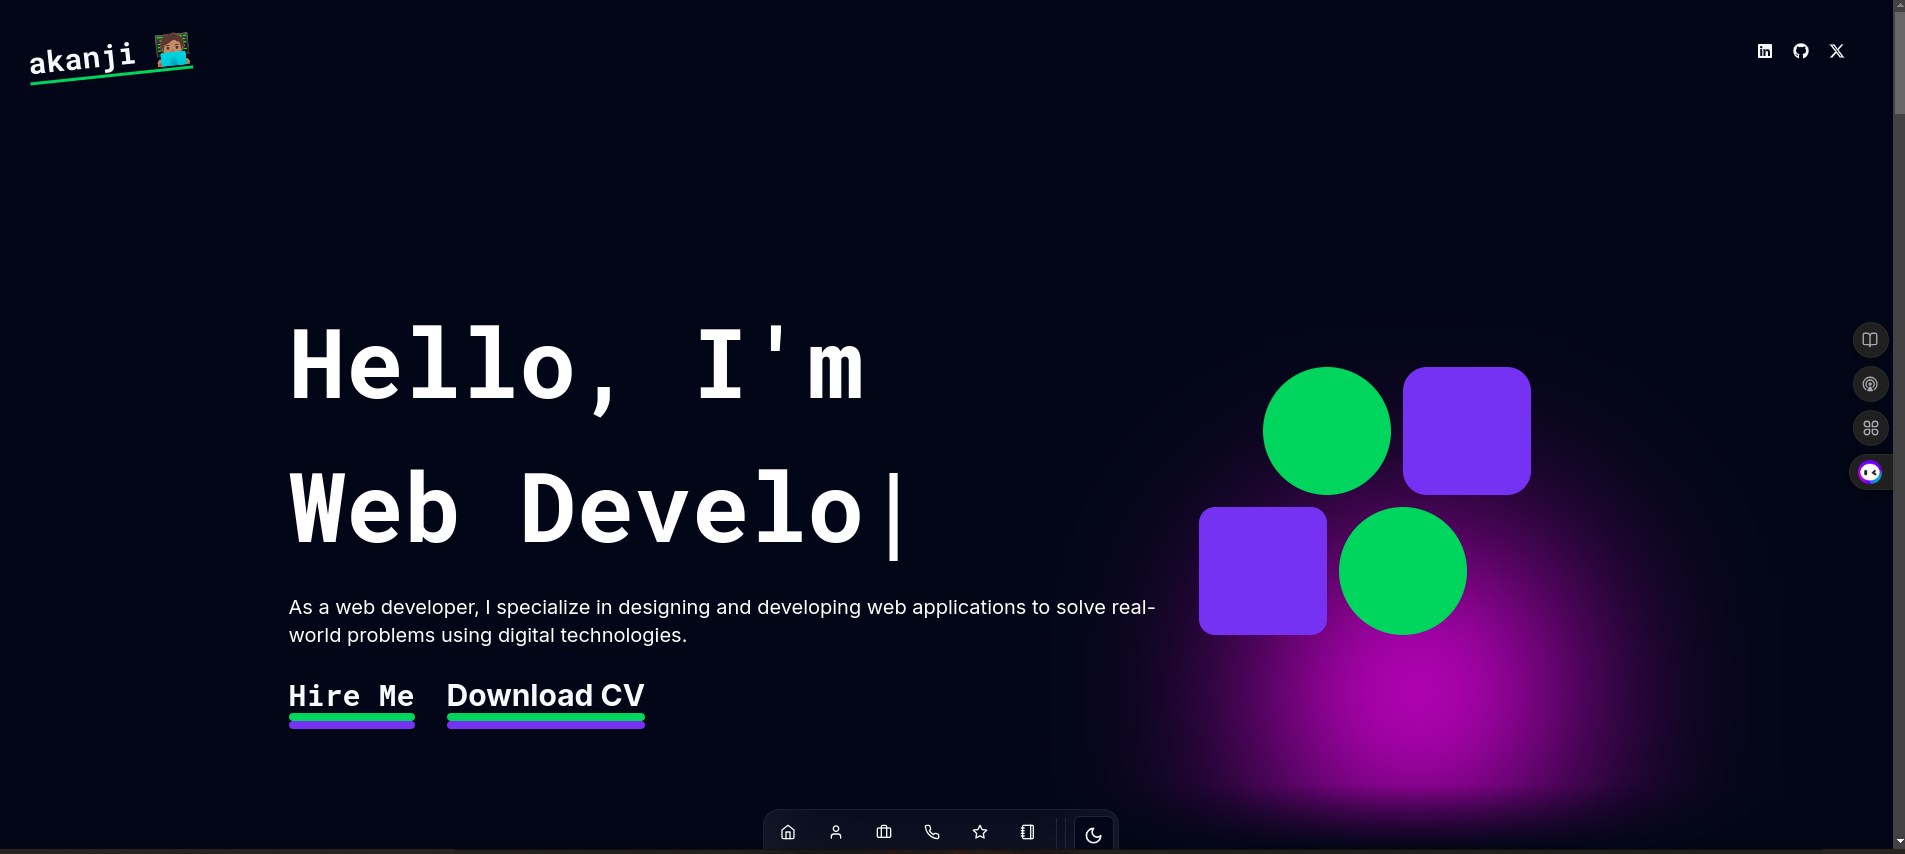 akanji
Hello, I'm
Web Develo|
As a web developer, I specialize in designing and developing web applications to solve real-
world problems using digital technologies.
Hire Me
Download CV